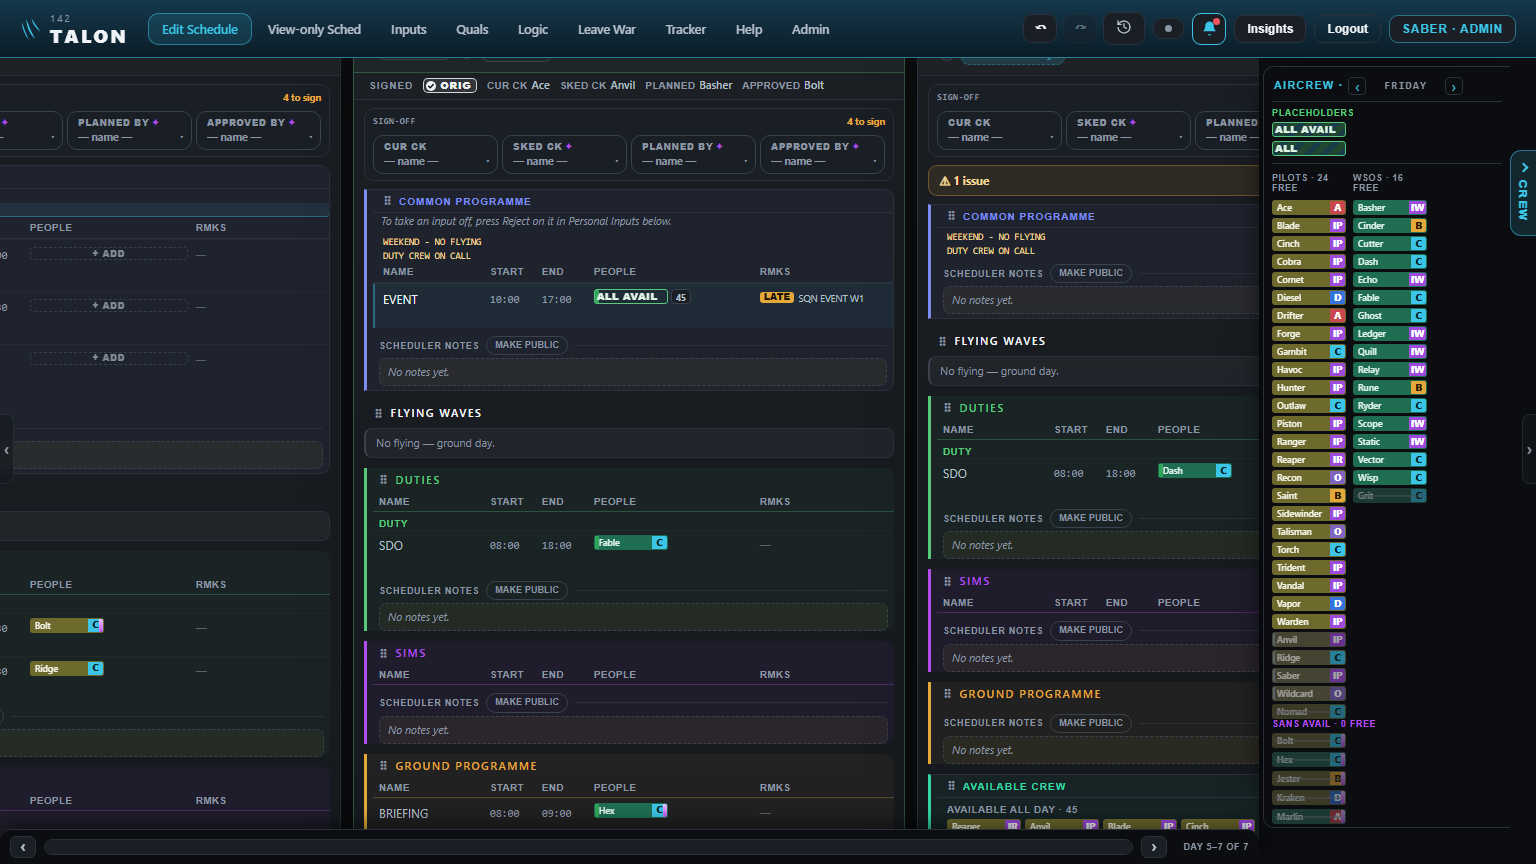 142
TALON
Edit Schedule
View-only Sched
Inputs
Quals
Logic
Leave War
Tracker
Help
Admin
Insights
Logout
SABER · ADMIN
4 to sign
PLANNED BY ✦
— name —
APPROVED BY ✦
— name —
PEOPLE RMKS
+ ADD —
+ ADD —
+ ADD —
PEOPLE RMKS
Bolt C —
Ridge C —
PEOPLE RMKS
SIGNED ORIG CUR CK Ace SKED CK Anvil PLANNED Basher APPROVED Bolt
SIGN-OFF 4 to sign
CUR CK
— name —
SKED CK ✦
— name —
PLANNED BY ✦
— name —
APPROVED BY ✦
— name —
COMMON PROGRAMME
To take an input off, press Reject on it in Personal Inputs below.
WEEKEND - NO FLYING
DUTY CREW ON CALL
NAME START END PEOPLE RMKS
EVENT 10:00 17:00 ALL AVAIL 45 LATE SQN EVENT W1
SCHEDULER NOTES MAKE PUBLIC
No notes yet.
FLYING WAVES
No flying — ground day.
DUTIES
NAME START END PEOPLE RMKS
DUTY
SDO 08:00 18:00 Fable C —
SCHEDULER NOTES MAKE PUBLIC
No notes yet.
SIMS
NAME START END PEOPLE RMKS
SCHEDULER NOTES MAKE PUBLIC
No notes yet.
GROUND PROGRAMME
NAME START END PEOPLE RMKS
BRIEFING 08:00 09:00 Hex C —
SIGN-OFF
CUR CK
— name —
SKED CK ✦
— name —
PLANNED
— name —
1 issue
COMMON PROGRAMME
WEEKEND - NO FLYING
DUTY CREW ON CALL
SCHEDULER NOTES MAKE PUBLIC
No notes yet.
FLYING WAVES
No flying — ground day.
DUTIES
NAME START END PEOPLE
DUTY
SDO 08:00 18:00 Dash C
SCHEDULER NOTES MAKE PUBLIC
No notes yet.
SIMS
NAME START END PEOPLE
SCHEDULER NOTES MAKE PUBLIC
No notes yet.
GROUND PROGRAMME
SCHEDULER NOTES MAKE PUBLIC
No notes yet.
AVAILABLE CREW
AVAILABLE ALL DAY · 45
Reaper IR Anvil IP Blade IP Cinch IP
AIRCREW · ‹ FRIDAY ›
PLACEHOLDERS
ALL AVAIL
ALL
PILOTS · 24 FREE
Ace A
Blade IP
Cinch IP
Cobra IP
Comet IP
Diesel D
Drifter A
Forge IP
Gambit C
Havoc IP
Hunter IP
Outlaw C
Piston IP
Ranger IP
Reaper IR
Recon O
Saint B
Sidewinder IP
Talisman O
Torch C
Trident IP
Vandal IP
Vapor D
Warden IP
Anvil IP
Ridge C
Saber IP
Wildcard O
Nomad C
WSOS · 16 FREE
Basher IW
Cinder B
Cutter C
Dash C
Echo IW
Fable C
Ghost C
Ledger IW
Quill IW
Relay IW
Rune B
Ryder C
Scope IW
Static IW
Vector C
Wisp C
Grit C
SANS AVAIL · 0 FREE
Bolt C
Hex C
Jester B
Kraken D
Marlin A
CREW
DAY 5–7 OF 7